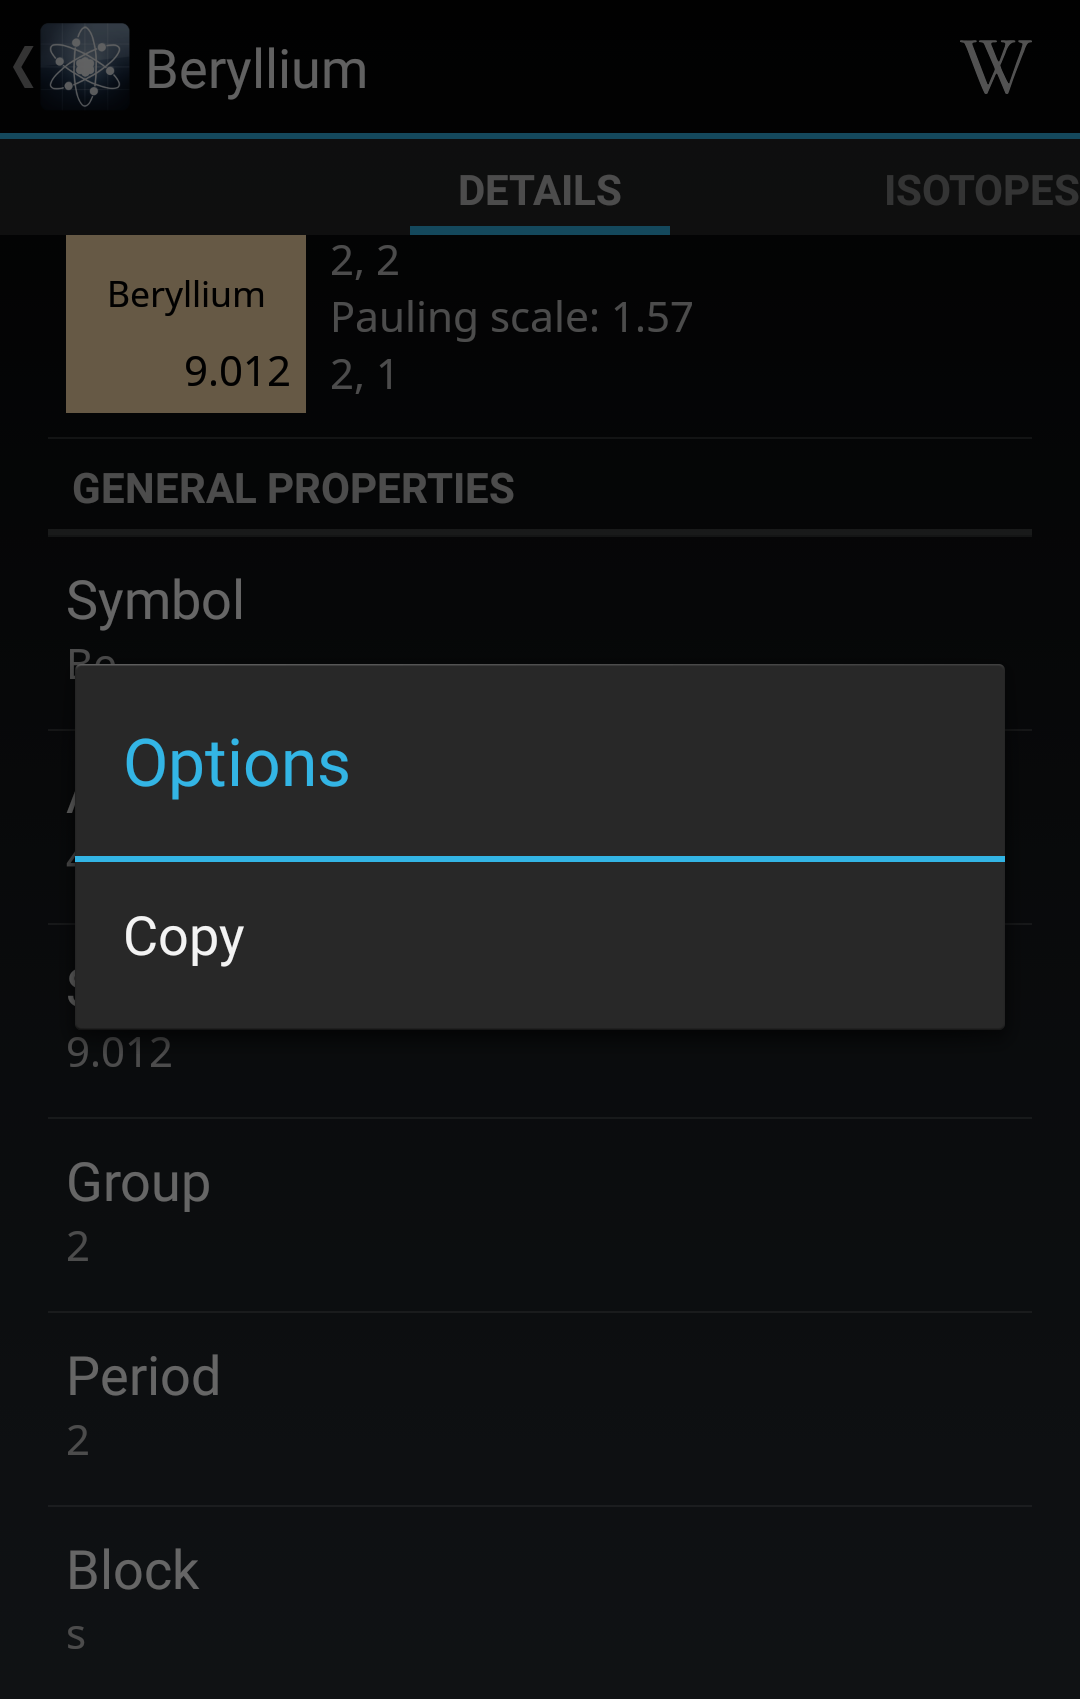 Beryllium
W
DETAILS
ISOTOPES
Beryllium
9.012
2, 2
Pauling scale: 1.57
2, 1
GENERAL PROPERTIES
Symbol
Be
Options
Copy
9.012
Group
2
Period
2
Block
s